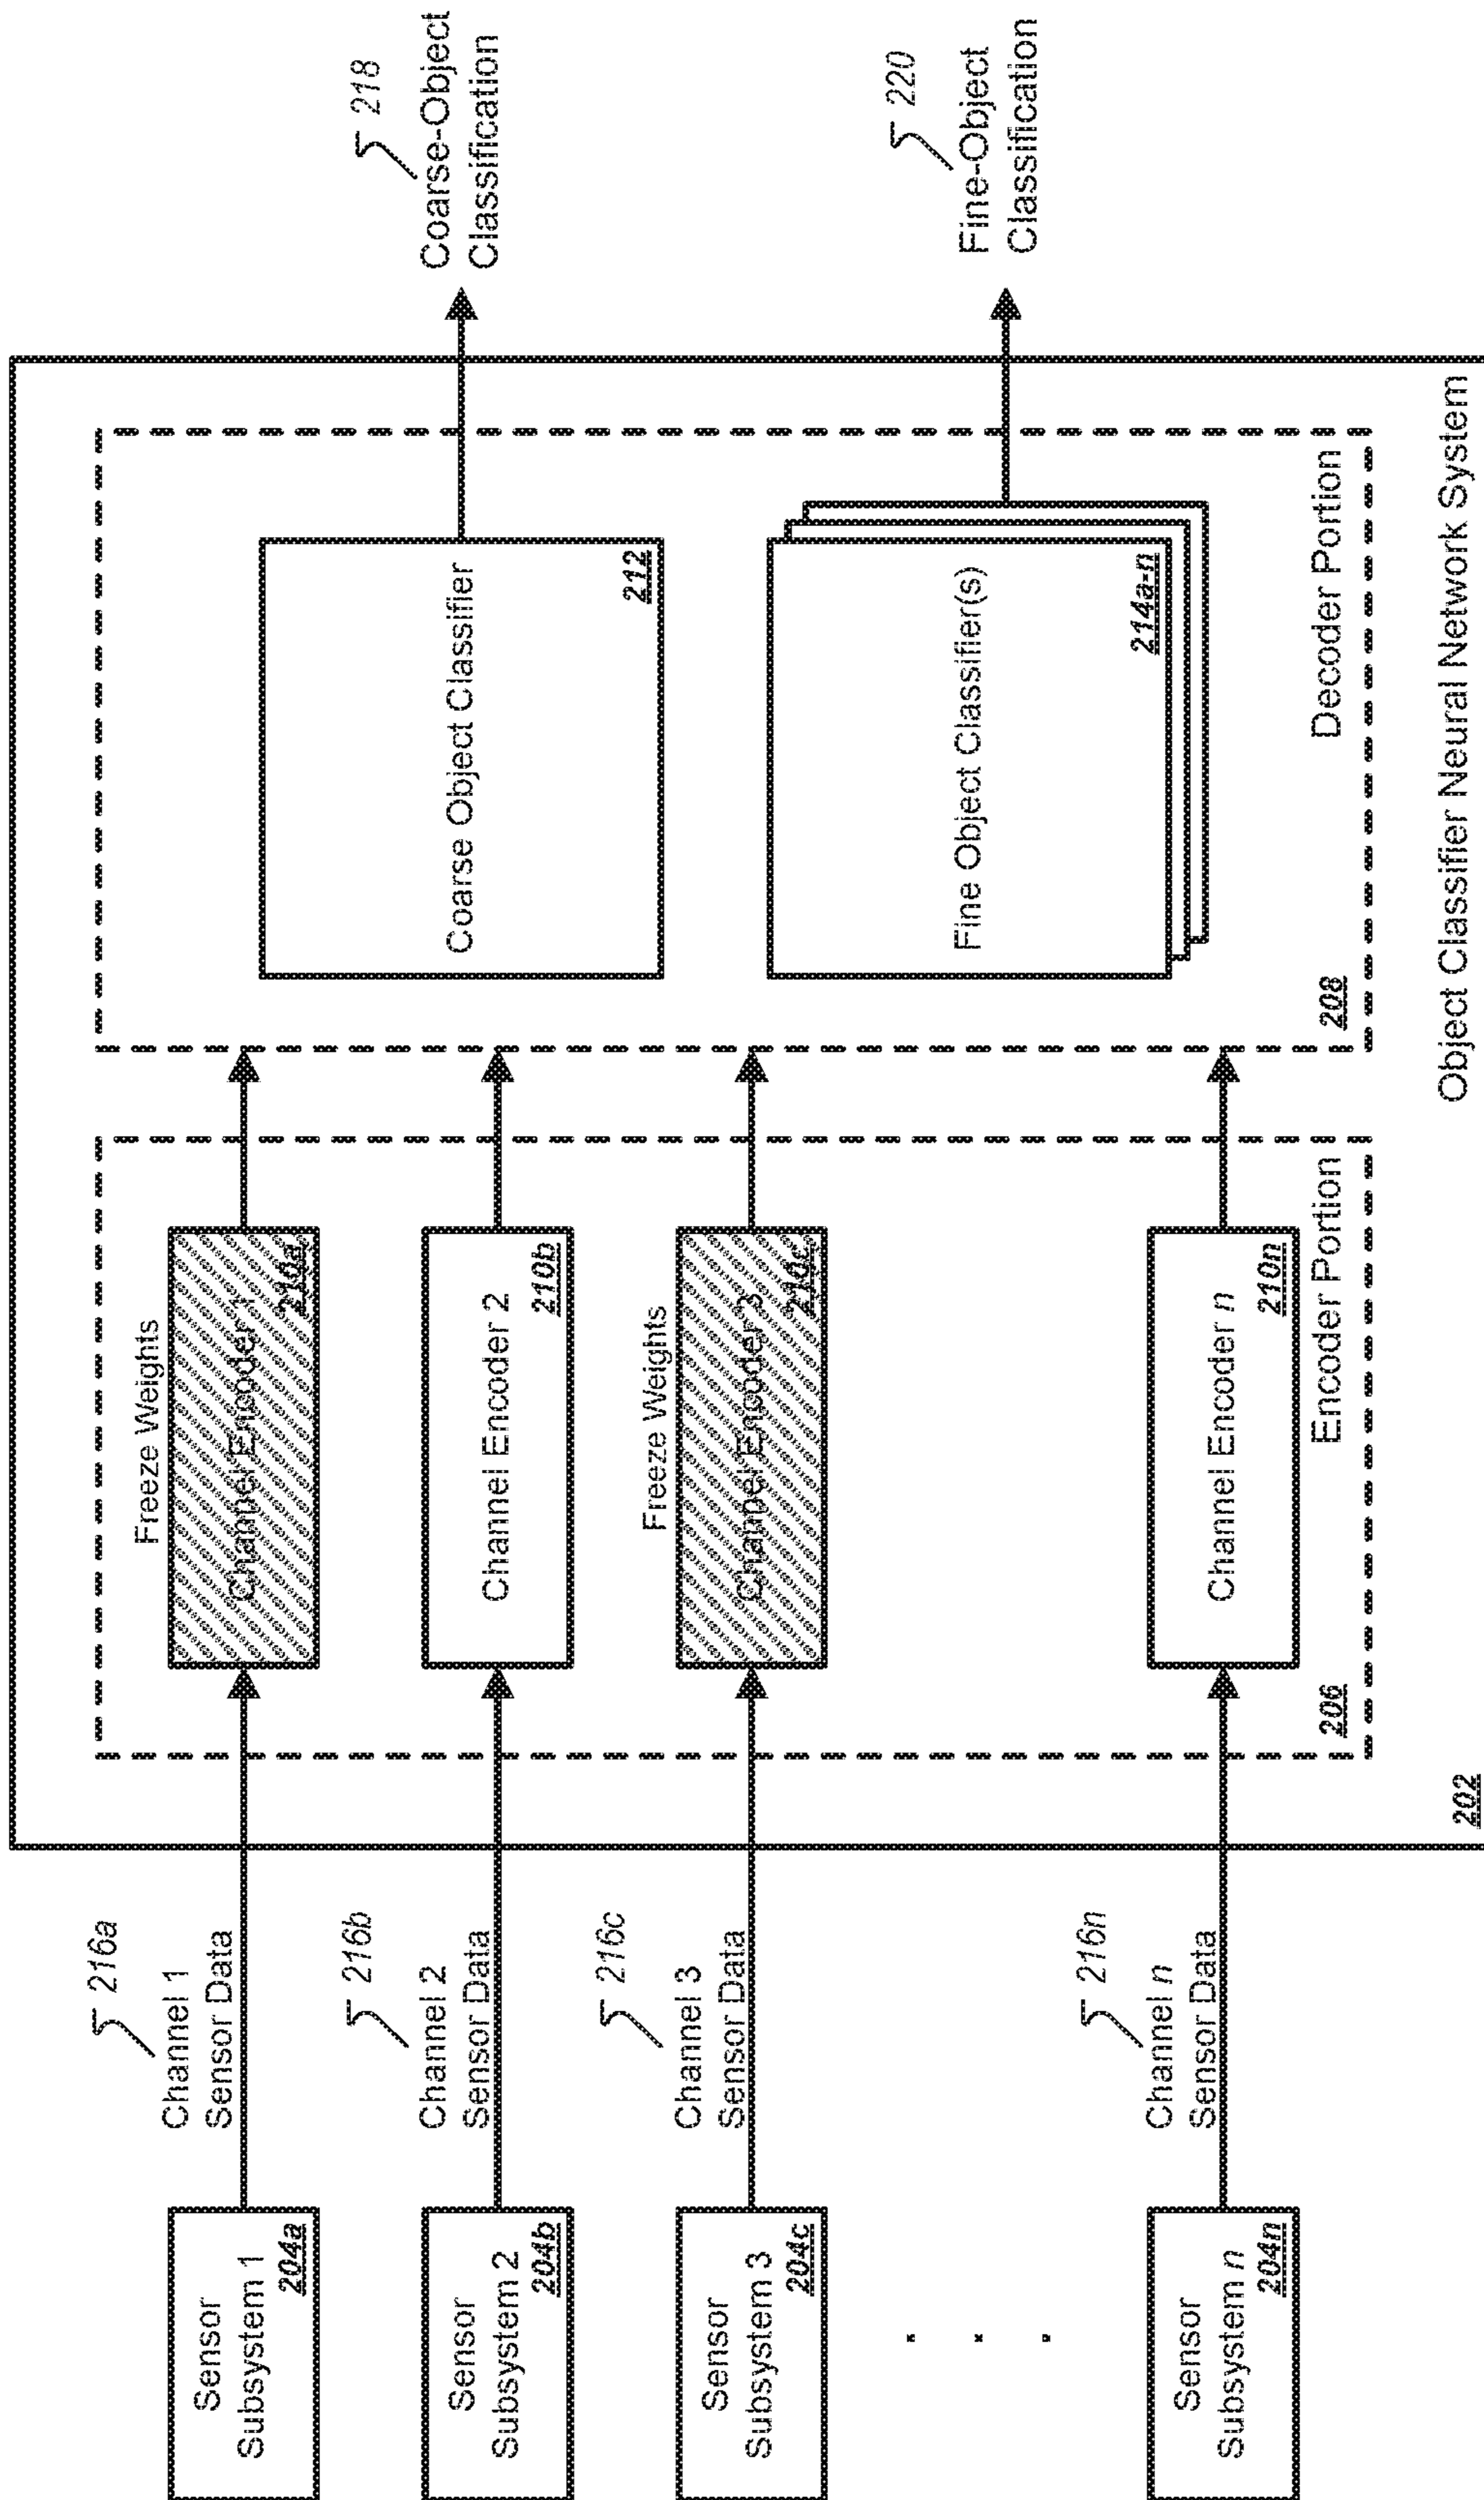 Sensor
Subsystem 1
204a
216a
Channel 1
Sensor Data
Freeze Weights
Channel Encoder 1
210a
Sensor
Subsystem 2
204b
216b
Channel 2
Sensor Data
Channel Encoder 2
210b
Sensor
Subsystem 3
204c
216c
Channel 3
Sensor Data
Freeze Weights
Channel Encoder 3
210c
. . .
Sensor
Subsystem n
204n
216n
Channel n
Sensor Data
Channel Encoder n
210n
206
Encoder Portion
Coarse Object Classifier
212
Fine Object Classifier(s)
214a-n
208
Decoder Portion
202
Object Classifier Neural Network System
218
Coarse-Object
Classification
220
Fine-Object
Classification